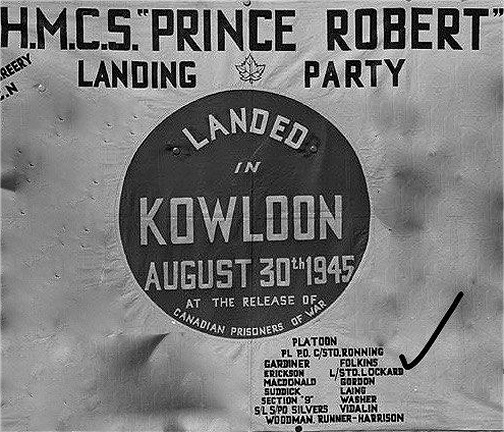 H.M.C.S. "PRINCE ROBERT"
LANDING PARTY
LANDED
IN
KOWLOON
AUGUST 30th 1945
AT THE RELEASE OF
CANADIAN PRISONERS OF WAR
PLATOON
PL P.O. C/STO. RONNING
GARDINER FOLKINS
ERICKSON L/STO. LOCKARD
MACDONALD GORDON
SUDDICK LAING
SECTION "9" WASHER
S/L S/PO SILVERS VIDALIN
WOODMAN. RUNNER-HARRISON